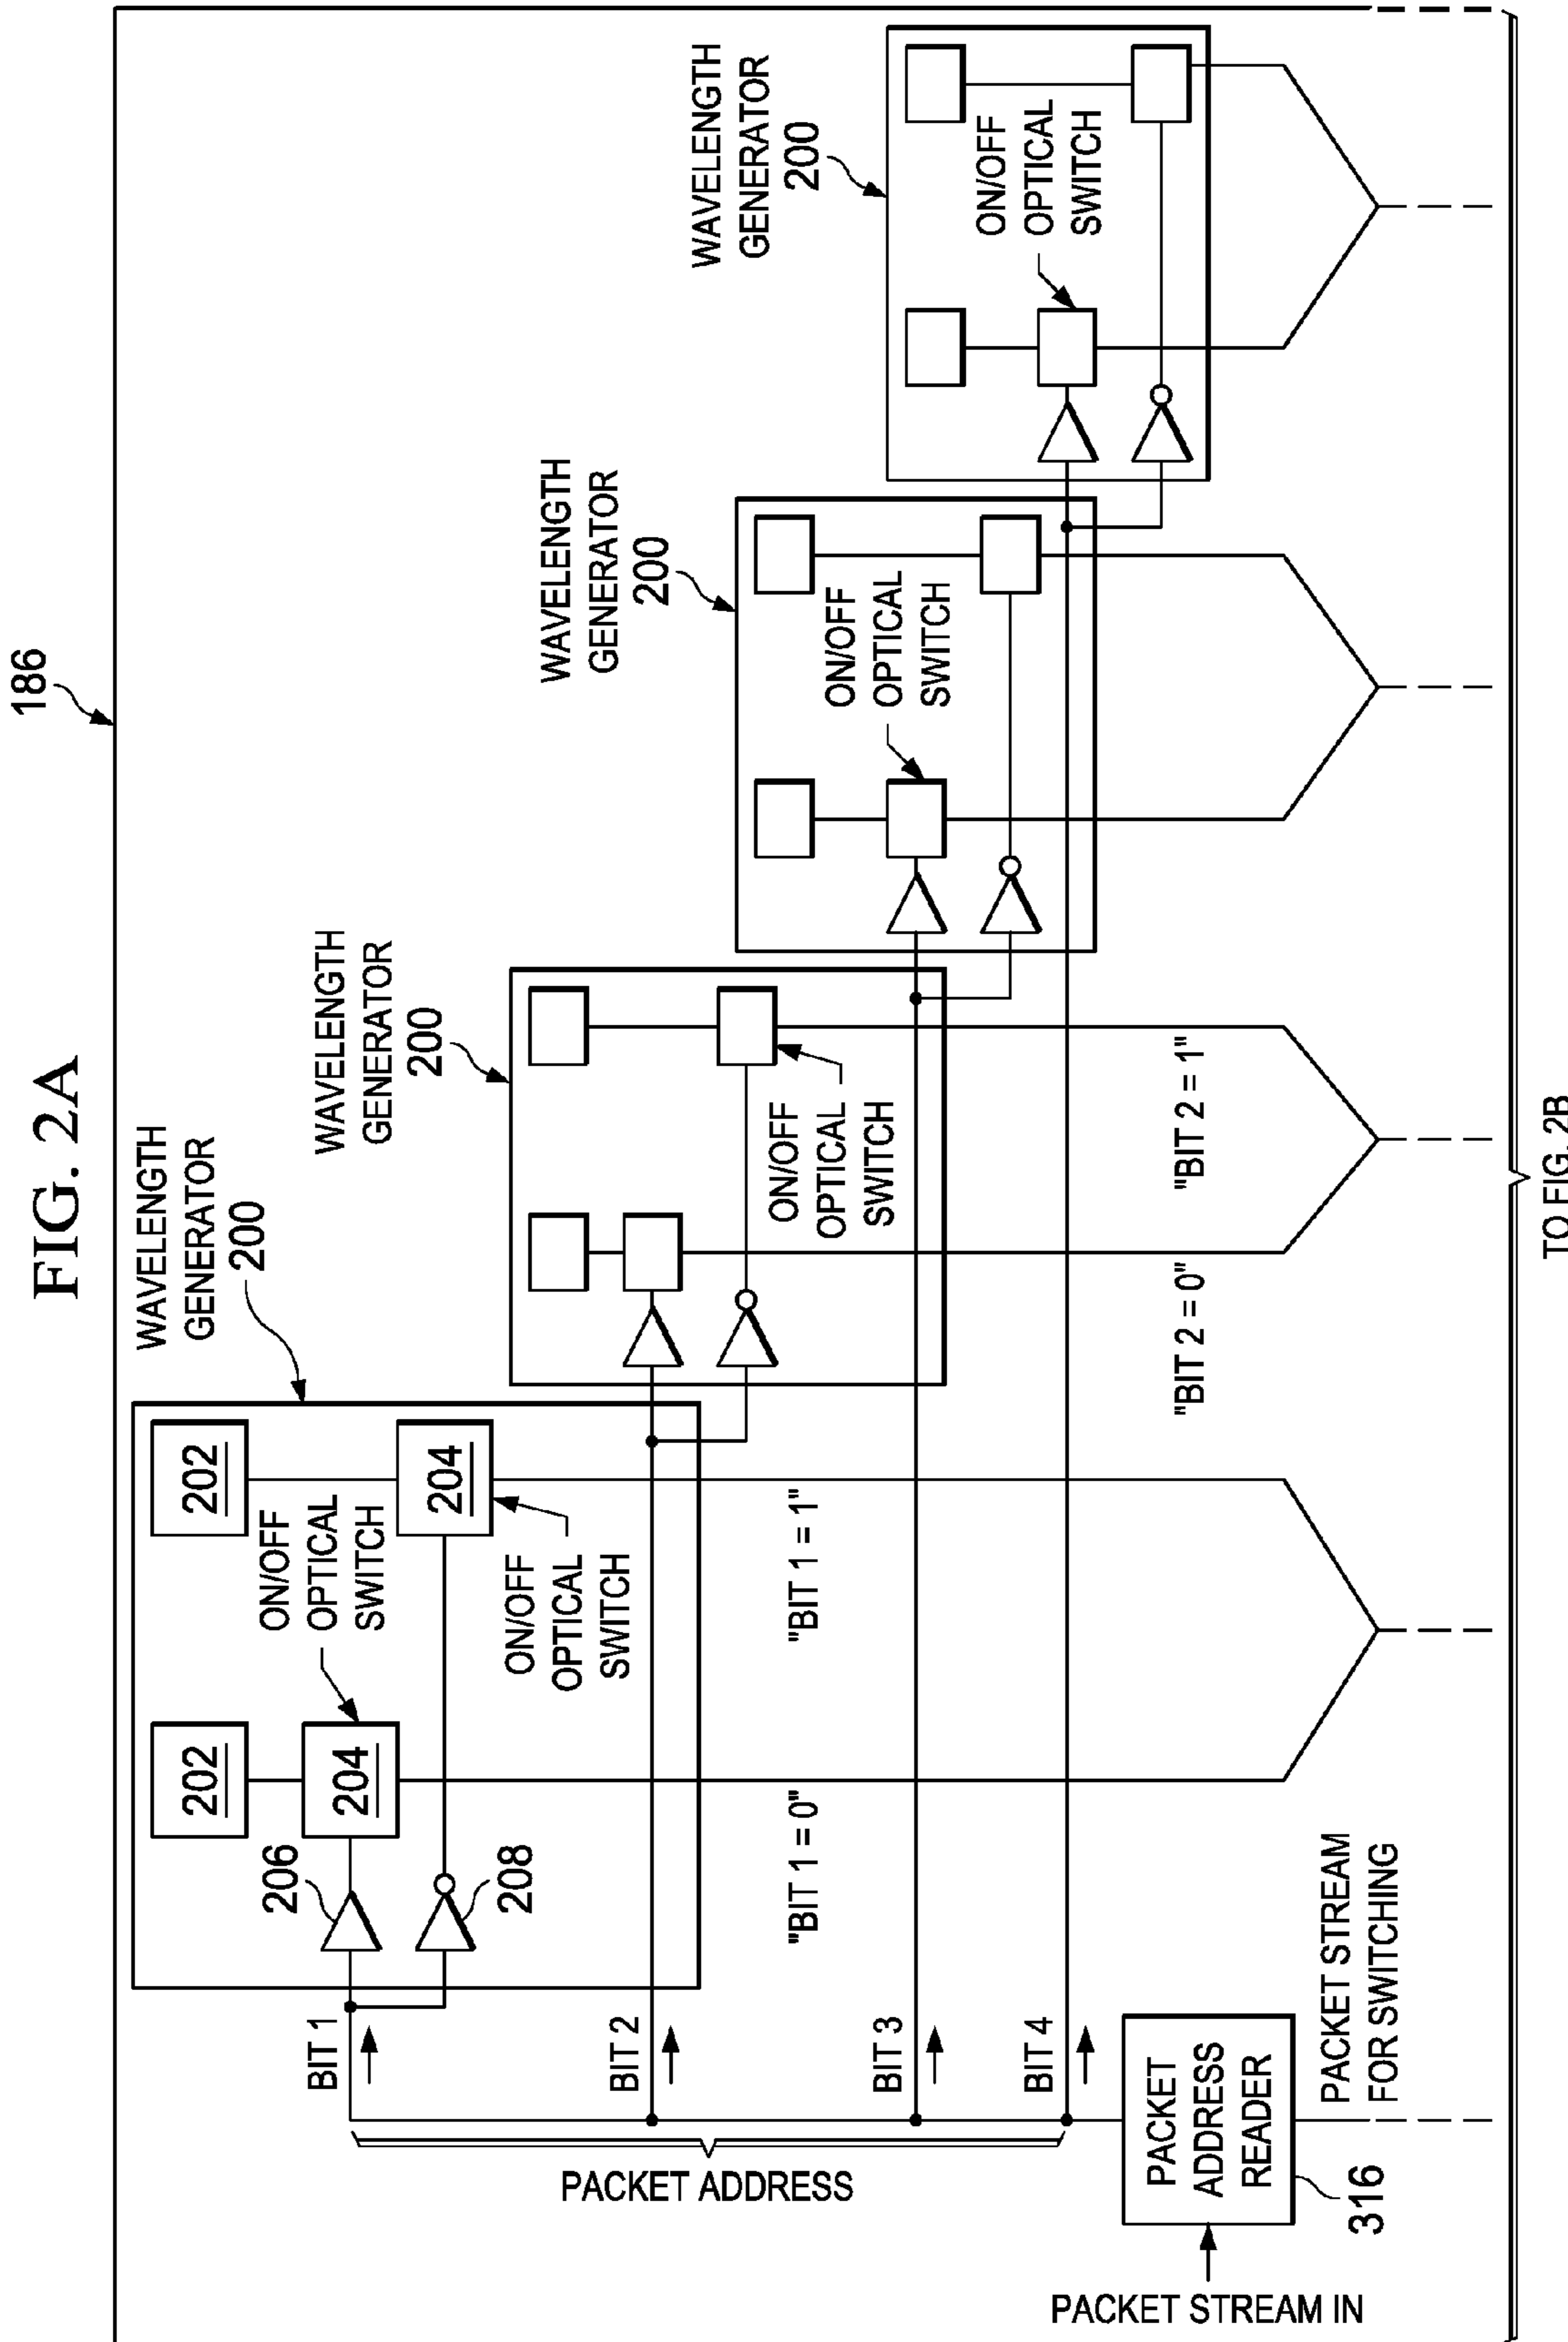 FIG. 2A
186
WAVELENGTH
GENERATOR
200
202
202
ON/OFF
OPTICAL
SWITCH
204
204
ON/OFF
OPTICAL
SWITCH
206
208
WAVELENGTH
GENERATOR
200
ON/OFF
OPTICAL
SWITCH
WAVELENGTH
GENERATOR
200
ON/OFF
OPTICAL
SWITCH
WAVELENGTH
GENERATOR
200
ON/OFF
OPTICAL
SWITCH
BIT 1
BIT 2
BIT 3
BIT 4
"BIT 1 = 0"
"BIT 1 = 1"
"BIT 2 = 0"
"BIT 2 = 1"
PACKET ADDRESS
PACKET
ADDRESS
READER
316
PACKET STREAM IN
PACKET STREAM
FOR SWITCHING
TO FIG. 2B